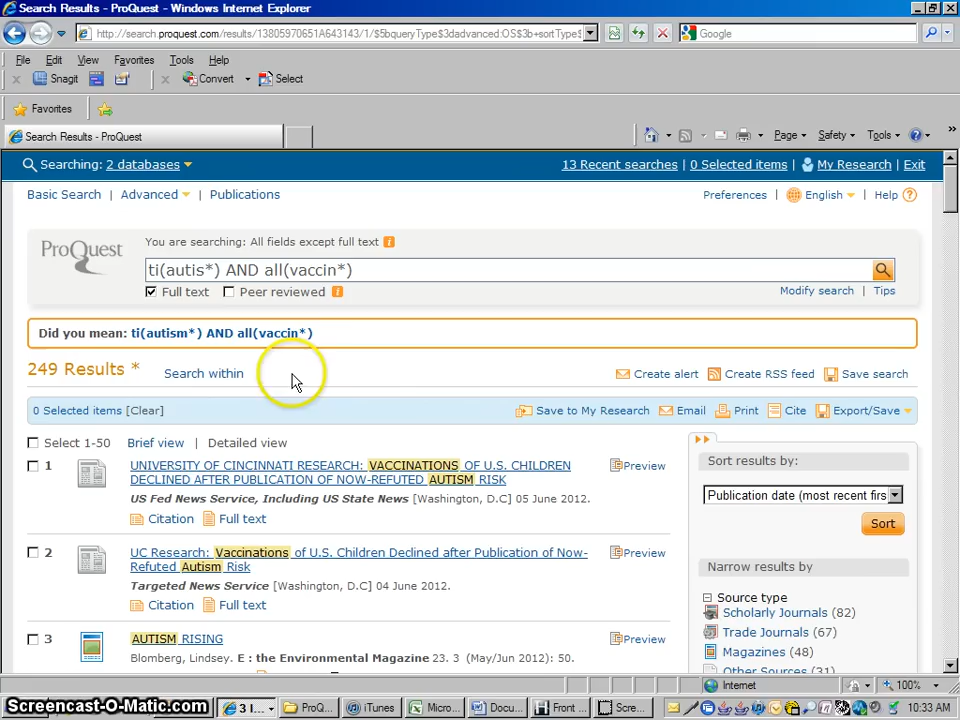 Search Results - ProQuest - Windows Internet Explorer
http://search.proquest.com/results/13805970651A643143/1/$5bqueryType$3dadvanced:OS$3b+sortType$
Google
File Edit View Favorites Tools Help
Snagit Convert Select
Favorites
Search Results - ProQuest
Page Safety Tools
Searching: 2 databases
13 Recent searches | 0 Selected items | My Research | Exit
Basic Search | Advanced | Publications
Preferences | English | Help
ProQuest
You are searching: All fields except full text
ti(autis*) AND all(vaccin*)
Full text Peer reviewed
Modify search | Tips
Did you mean: ti(autism*) AND all(vaccin*)
249 Results *
Search within
Create alert Create RSS feed Save search
0 Selected items [Clear]
Save to My Research Email Print Cite Export/Save
Select 1-50 Brief view | Detailed view
1 UNIVERSITY OF CINCINNATI RESEARCH: VACCINATIONS OF U.S. CHILDREN
DECLINED AFTER PUBLICATION OF NOW-REFUTED AUTISM RISK
Preview
US Fed News Service, Including US State News [Washington, D.C] 05 June 2012.
Citation Full text
2 UC Research: Vaccinations of U.S. Children Declined after Publication of Now-
Refuted Autism Risk
Preview
Targeted News Service [Washington, D.C] 04 June 2012.
Citation Full text
3 AUTISM RISING
Preview
Blomberg, Lindsey. E : the Environmental Magazine 23. 3 (May/Jun 2012): 50.
Sort results by:
Publication date (most recent firs
Sort
Narrow results by
Source type
Scholarly Journals (82)
Trade Journals (67)
Magazines (48)
Other Sources (31)
Internet
100%
Screencast-O-Matic.com
3 I... ProQ... iTunes Micro... Docu... Front ... Scre...
10:33 AM